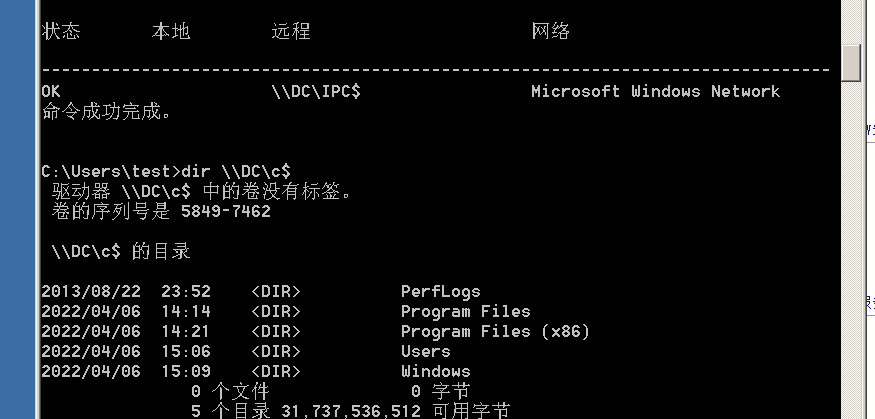 状态 本地 远程 网络
-------------------------------------------------------------------------------
OK \\DC\IPC$ Microsoft Windows Network
命令成功完成。
C:\Users\test>dir \\DC\c$
驱动器 \\DC\c$ 中的卷没有标签。
卷的序列号是 5849-7462
\\DC\c$ 的目录
2013/08/22 23:52 <DIR> PerfLogs
2022/04/06 14:14 <DIR> Program Files
2022/04/06 14:21 <DIR> Program Files (x86)
2022/04/06 15:06 <DIR> Users
2022/04/06 15:09 <DIR> Windows
0 个文件 0 字节
5 个目录 31,737,536,512 可用字节